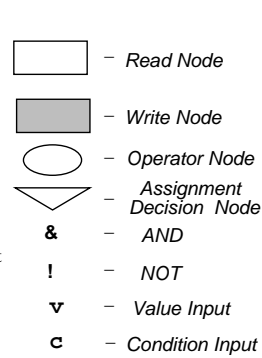 – Read Node
– Write Node
– Operator Node
– Assignment
Decision Node
& – AND
! – NOT
v – Value Input
C – Condition Input
t